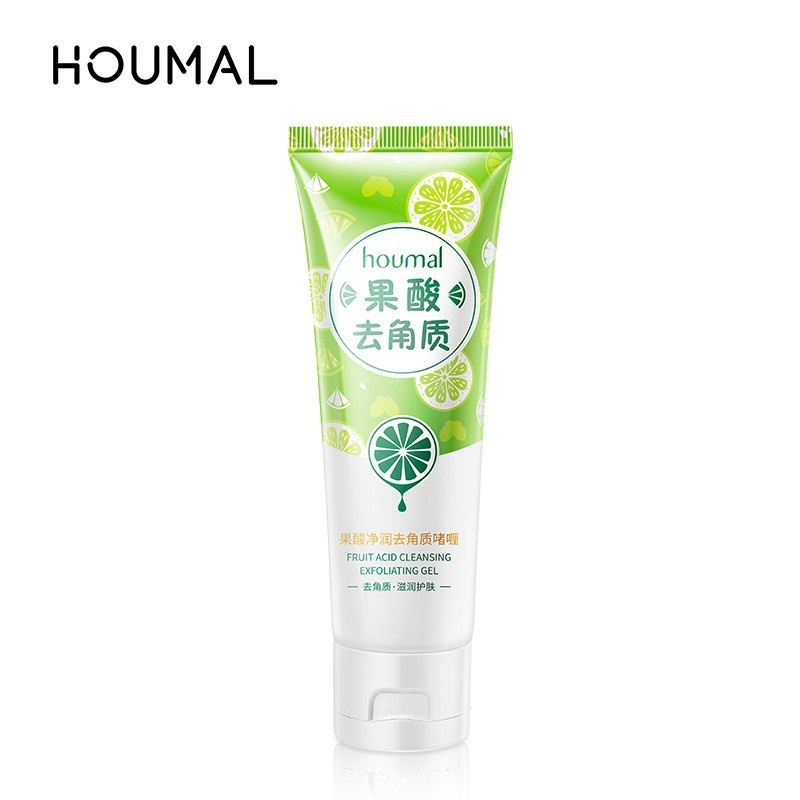 HOUMAL
houmal
果酸
去角质
果酸净润去角质啫喱
FRUIT ACID CLEANSING
EXFOLIATING GEL
去角质·滋润护肤